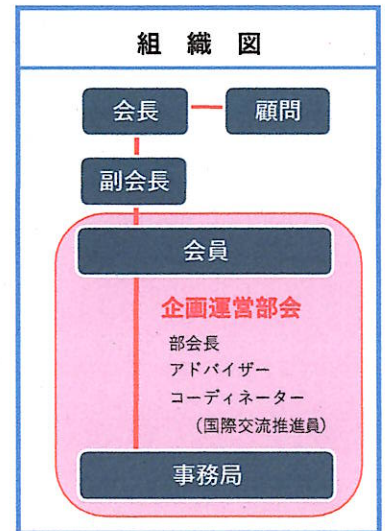 組織図
会長
顧問
副会長
会員
企画運営部会
部会長
アドバイザー
コーディネーター
（国際交流推進員）
事務局